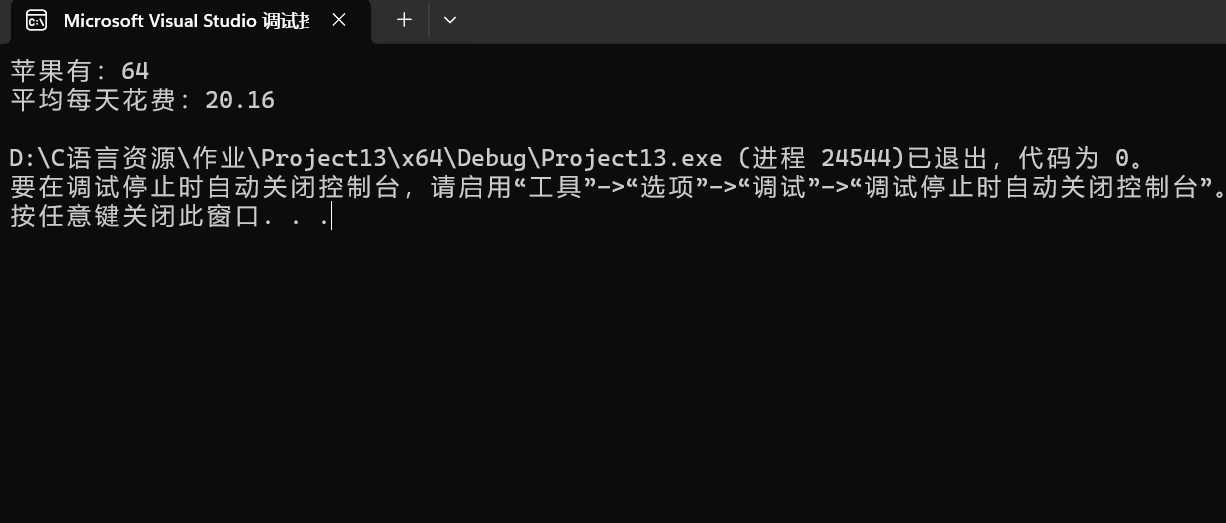 Microsoft Visual Studio 调试
苹果有：64
平均每天花费：20.16
D:\C语言资源\作业\Project13\x64\Debug\Project13.exe (进程 24544)已退出，代码为 0。
要在调试停止时自动关闭控制台，请启用“工具”->“选项”->“调试”->“调试停止时自动关闭控制台”。
按任意键关闭此窗口. . .